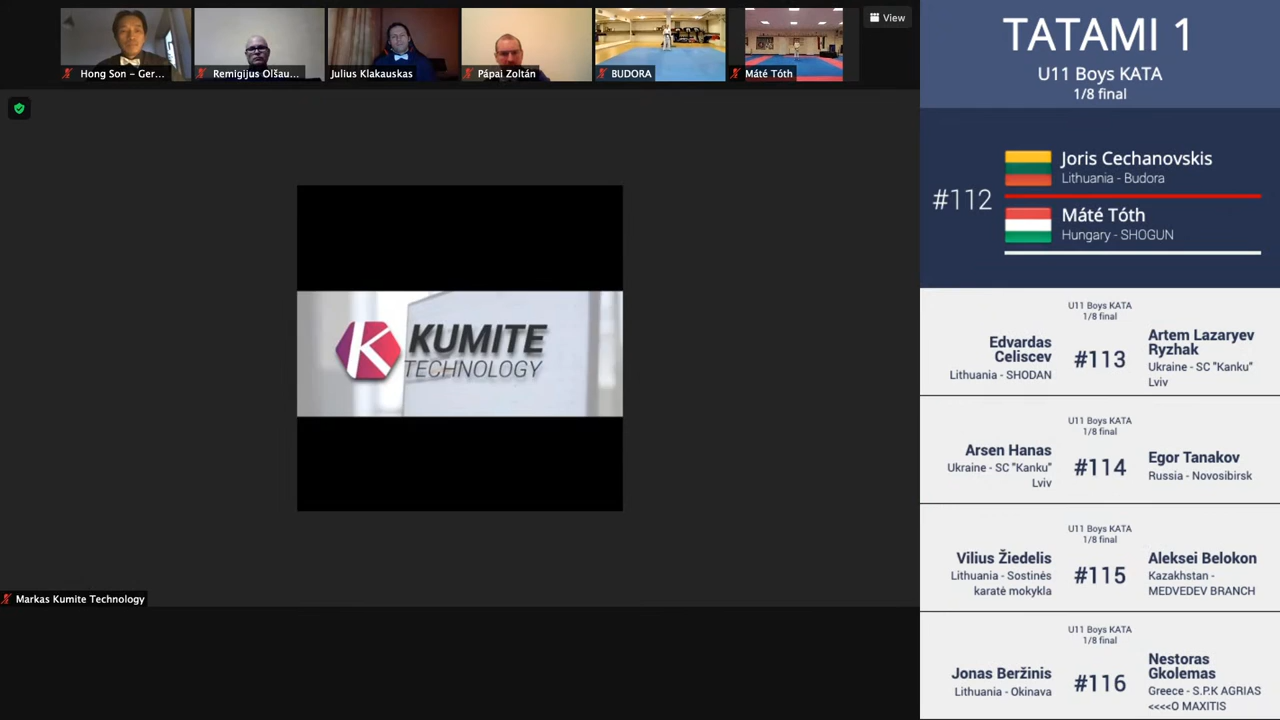 Hong Son – Ger...
Remigijus Olšau...
Julius Klakauskas
Pápai Zoltán
BUDORA
Máté Tóth
View
KUMITE
TECHNOLOGY
Markas Kumite Technology
TATAMI 1
U11 Boys KATA
1/8 final
#112
Joris Cechanovskis
Lithuania - Budora
Máté Tóth
Hungary - SHOGUN
U11 Boys KATA
1/8 final
Edvardas
Celiscev
Lithuania - SHODAN
#113
Artem Lazaryev
Ryzhak
Ukraine - SC "Kanku"
Lviv
U11 Boys KATA
1/8 final
Arsen Hanas
Ukraine - SC "Kanku"
Lviv
#114
Egor Tanakov
Russia - Novosibirsk
U11 Boys KATA
1/8 final
Vilius Žiedelis
Lithuania - Sostinės
karatė mokykla
#115
Aleksei Belokon
Kazakhstan -
MEDVEDEV BRANCH
U11 Boys KATA
1/8 final
Jonas Beržinis
Lithuania - Okinava
#116
Nestoras
Gkolemas
Greece - S.P.K AGRIAS
<<<<O MAXITIS